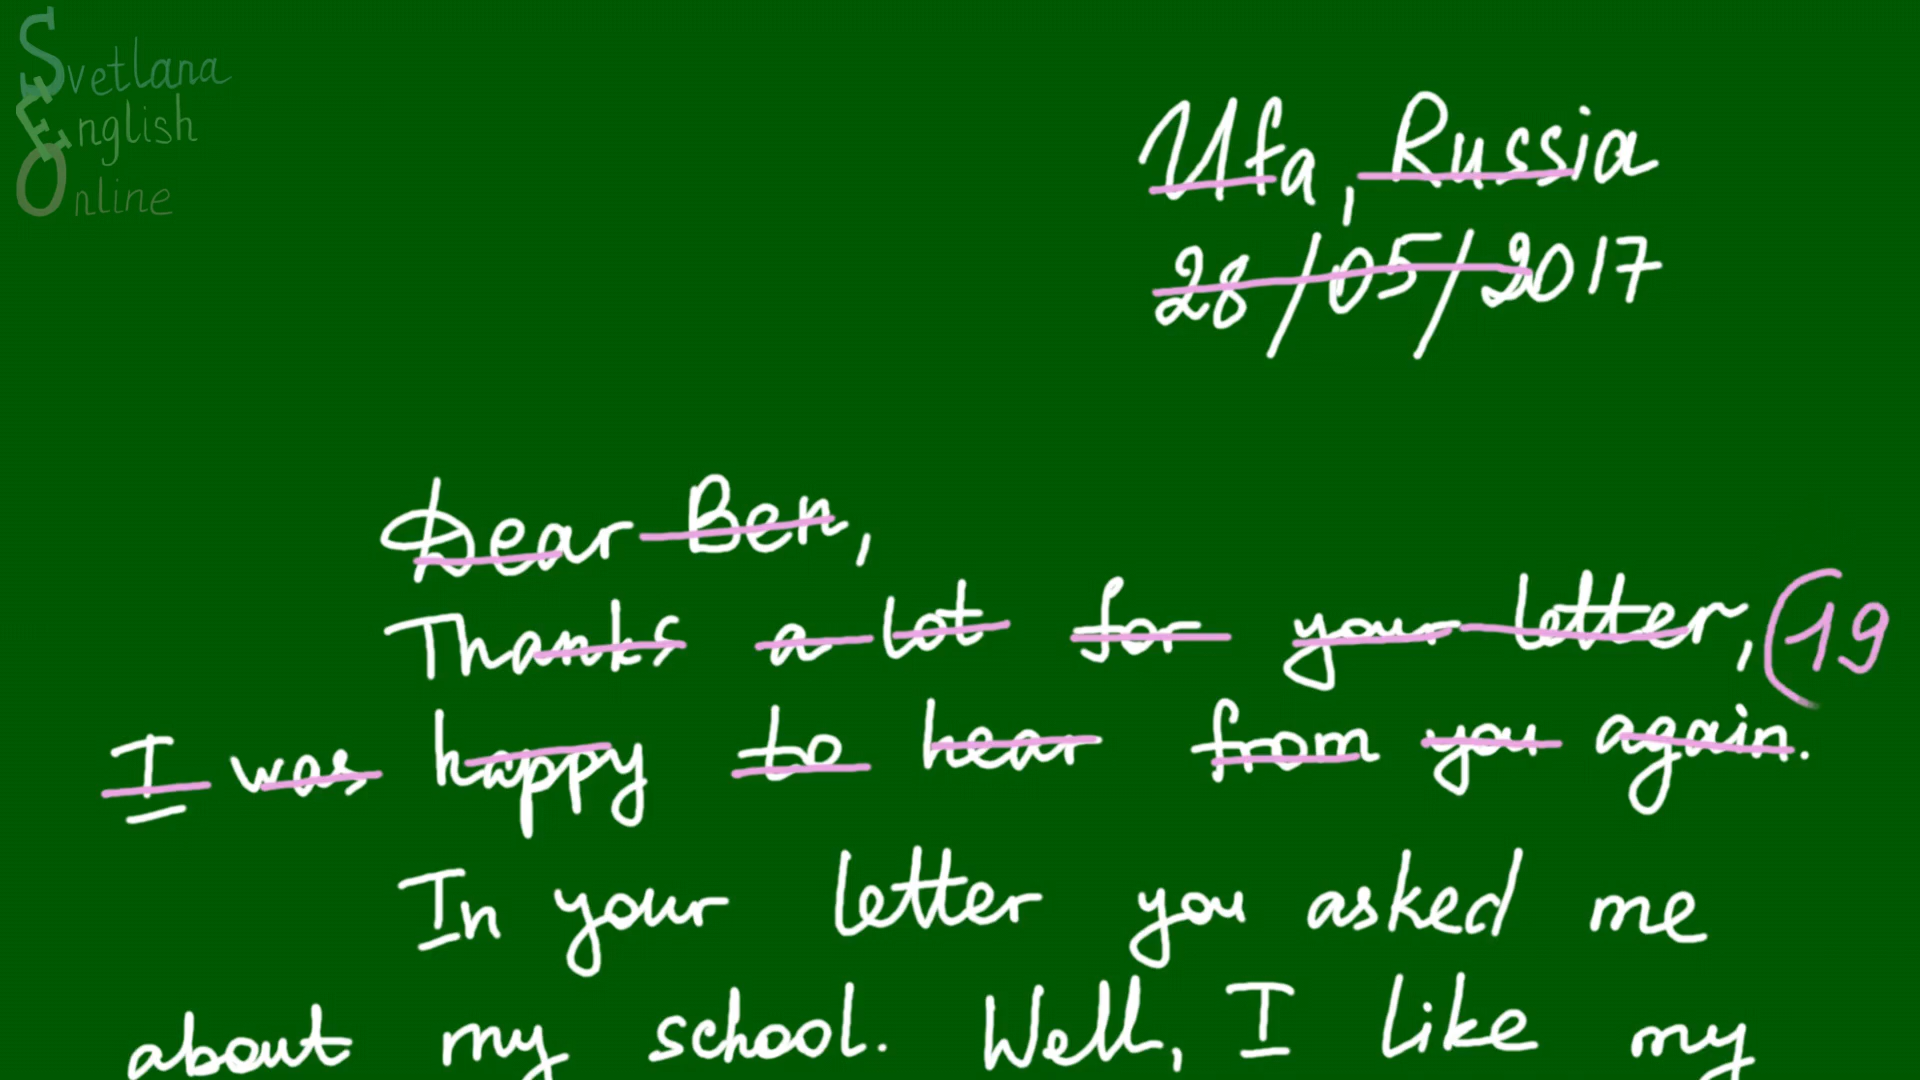 Svetlana
English
Online
Ufa, Russia
28/05/2017
Dear Ben,
Thanks a lot for your letter, (19
I was happy to hear from you again.
In your letter you asked me
about my school. Well, I like my